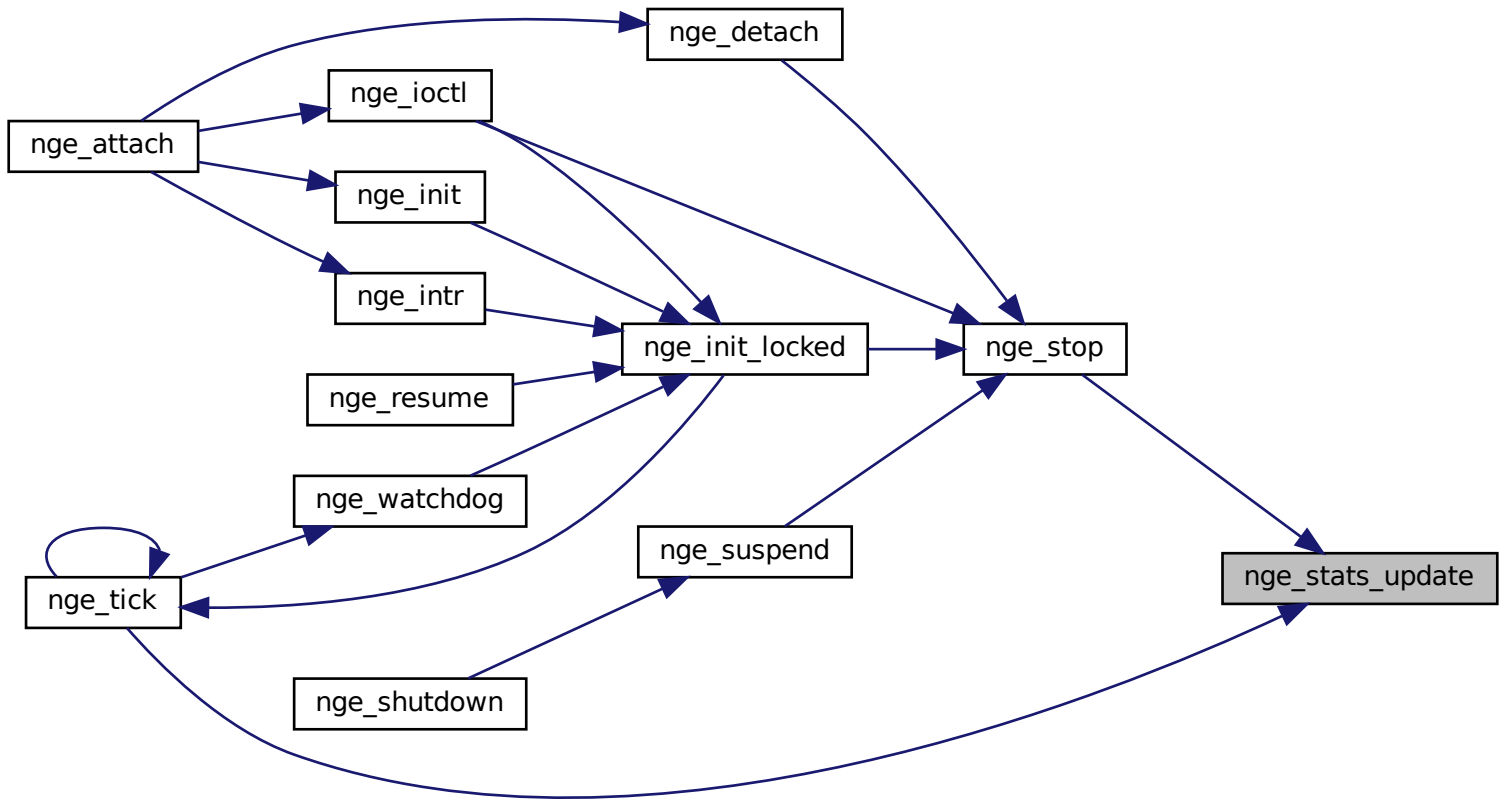 nge_detach
nge_ioctl
nge_attach
nge_init
nge_intr
nge_init_locked
nge_stop
nge_resume
nge_watchdog
nge_suspend
nge_stats_update
nge_tick
nge_shutdown